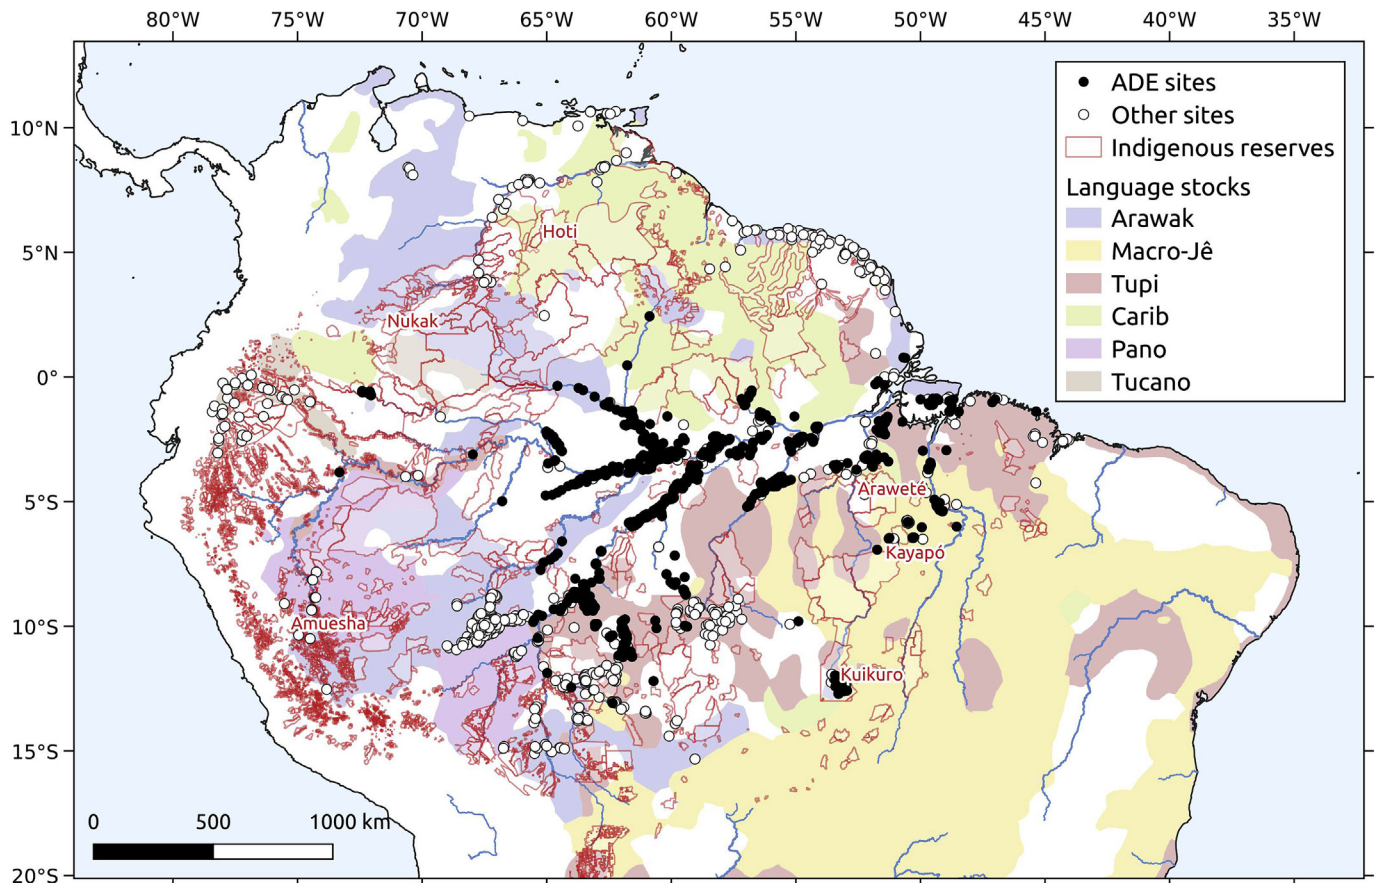 80°W 75°W 70°W 65°W 60°W 55°W 50°W 45°W 40°W 35°W
ADE sites
Other sites
10°N
Indigenous reserves
Language stocks
Arawak
Hoti
5°N
Macro-Jê
Tupi
Carib
Nukak
Pano
0°
Tucano
5°S
Araweté
Kayapó
10°S
Amuesha
Kuikuro
15°S
0 500 1000 km
20°S